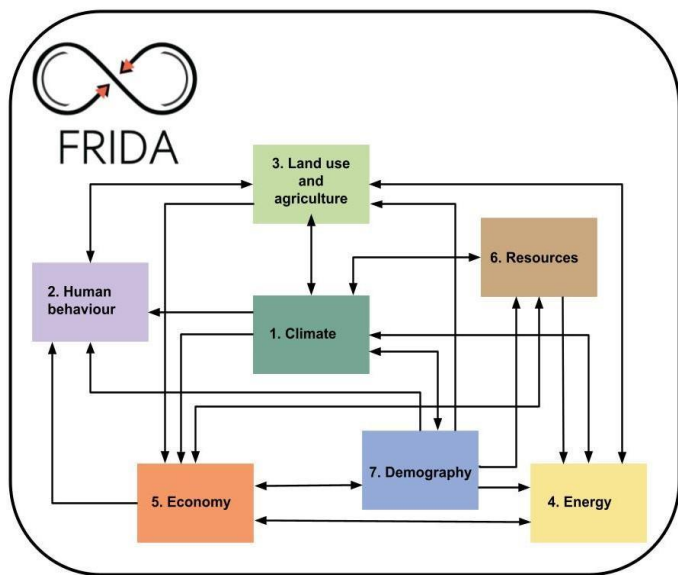 FRIDA
3. Land use
and
agriculture
6. Resources
2. Human
behaviour
1. Climate
7. Demography
5. Economy
4. Energy